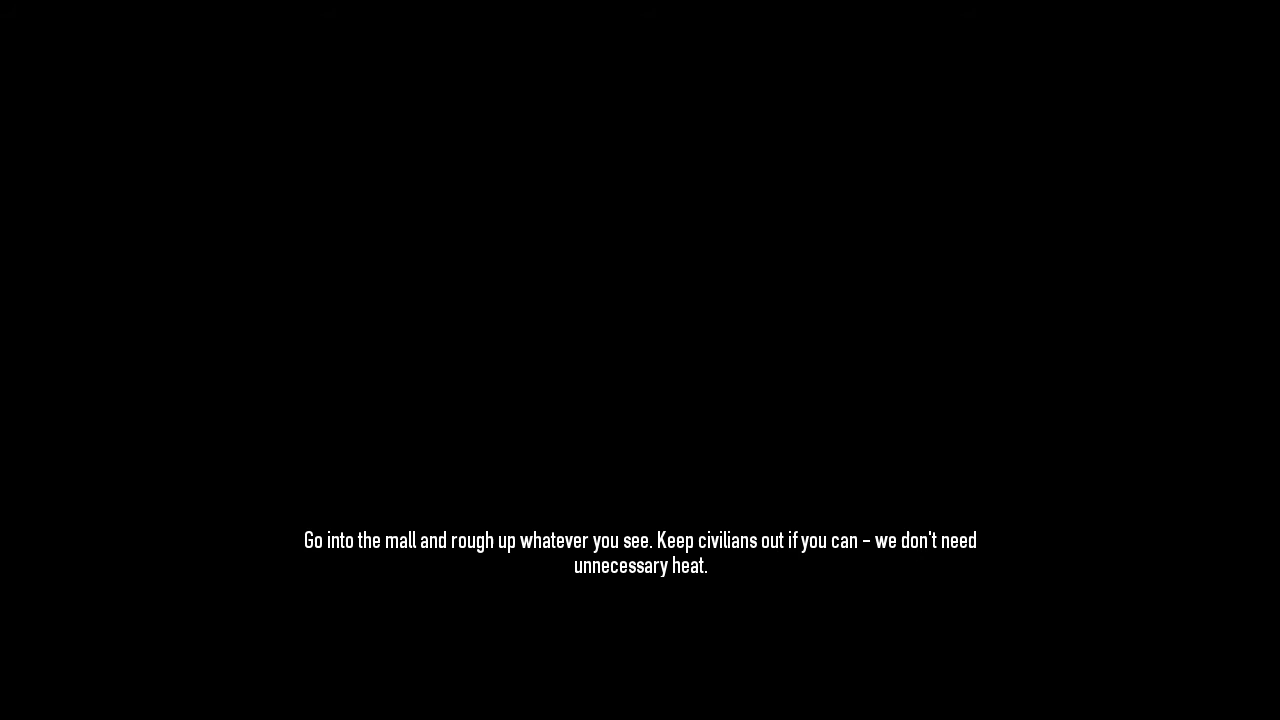 Go into the mall and rough up whatever you see. Keep civilians out if you can - we don't need
unnecessary heat.